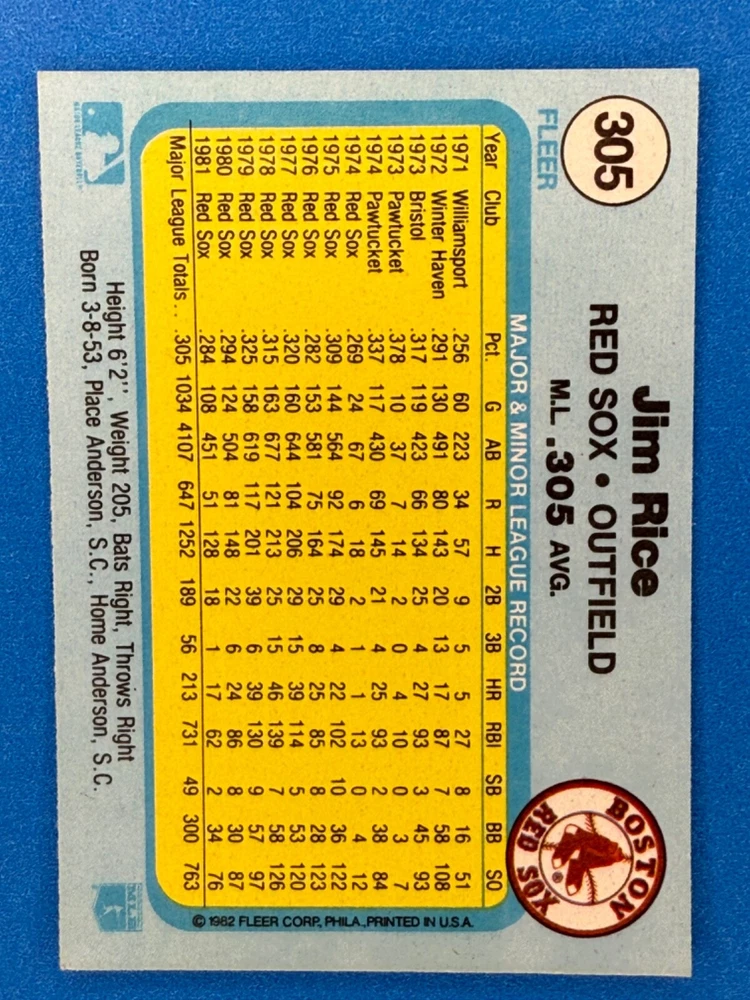 305
FLEER
Jim Rice
RED SOX • OUTFIELD
M.L .305 AVG.
BOSTON
RED SOX
®
MAJOR & MINOR LEAGUE RECORD
Year Club Pct. G AB R H 2B 3B HR RBI SB BB SO
1971 Williamsport .256 60 223 34 57 9 5 5 27 8 16 51
1972 Winter Haven .291 130 491 80 143 20 13 17 87 7 58 108
1973 Bristol .317 119 423 66 134 25 4 27 93 3 45 93
1973 Pawtucket .378 10 37 7 14 2 0 4 10 0 3 7
1974 Pawtucket .337 117 430 69 145 21 4 25 93 2 38 84
1974 Red Sox .269 24 67 6 18 2 1 1 13 0 4 12
1975 Red Sox .309 144 564 92 174 29 4 22 102 10 36 122
1976 Red Sox .282 153 581 75 164 25 8 25 85 8 28 123
1977 Red Sox .320 160 644 104 206 29 15 39 114 5 53 120
1978 Red Sox .315 163 677 121 213 25 15 46 139 7 58 126
1979 Red Sox .325 158 619 117 201 39 6 39 130 9 57 97
1980 Red Sox .294 124 504 81 148 22 6 24 86 8 30 87
1981 Red Sox .284 108 451 51 128 18 1 17 62 2 34 76
Major League Totals . . .305 1034 4107 647 1252 189 56 213 731 49 300 763
© 1982 FLEER CORP., PHILA., PRINTED IN U.S.A.
Height 6'2'', Weight 205, Bats Right, Throws Right
Born 3-8-53, Place Anderson, S.C., Home Anderson, S.C.
MAJOR LEAGUE BASEBALL